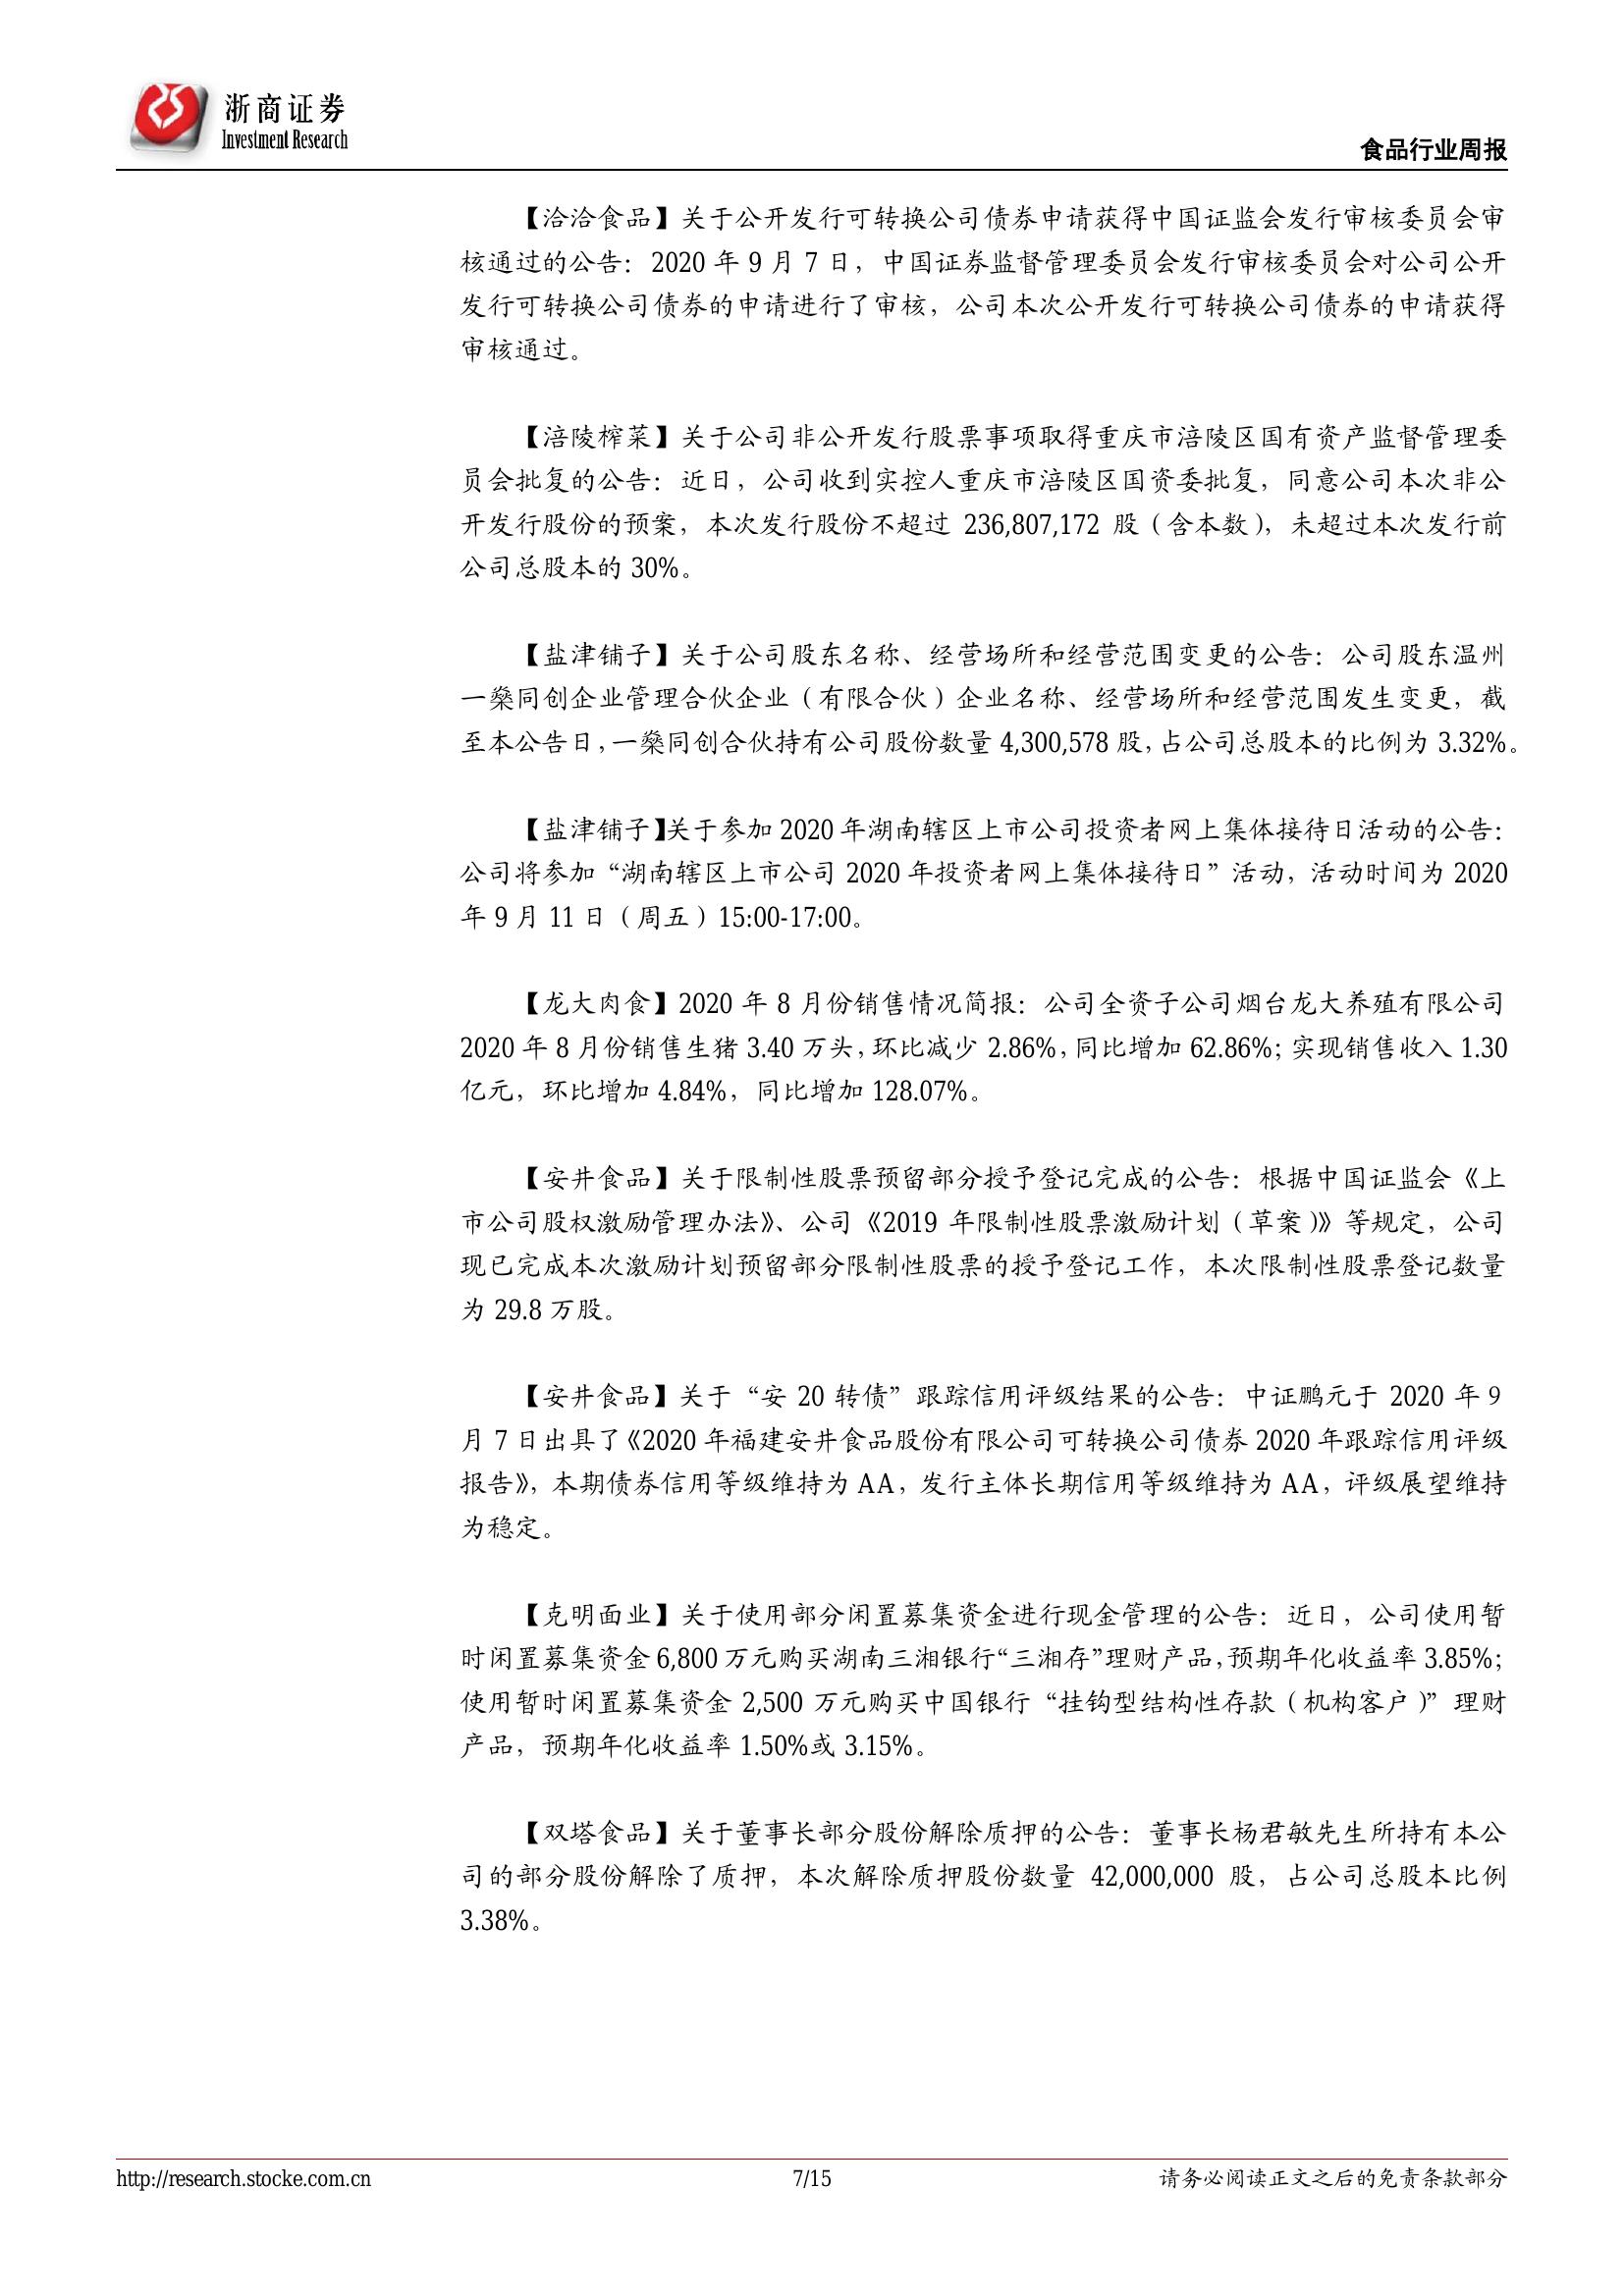 浙商证券
Investment Research
食品行业周报
【洽洽食品】关于公开发行可转换公司债券申请获得中国证监会发行审核委员会审
核通过的公告：2020 年 9 月 7 日，中国证券监督管理委员会发行审核委员会对公司公开
发行可转换公司债券的申请进行了审核，公司本次公开发行可转换公司债券的申请获得
审核通过。
【涪陵榨菜】关于公司非公开发行股票事项取得重庆市涪陵区国有资产监督管理委
员会批复的公告：近日，公司收到实控人重庆市涪陵区国资委批复，同意公司本次非公
开发行股份的预案，本次发行股份不超过 236,807,172 股（含本数），未超过本次发行前
公司总股本的 30%。
【盐津铺子】关于公司股东名称、经营场所和经营范围变更的公告：公司股东温州
一燊同创企业管理合伙企业（有限合伙）企业名称、经营场所和经营范围发生变更，截
至本公告日，一燊同创合伙持有公司股份数量 4,300,578 股，占公司总股本的比例为 3.32%。
【盐津铺子】关于参加 2020 年湖南辖区上市公司投资者网上集体接待日活动的公告：
公司将参加“湖南辖区上市公司 2020 年投资者网上集体接待日”活动，活动时间为 2020
年 9 月 11 日（周五）15:00-17:00。
【龙大肉食】2020 年 8 月份销售情况简报：公司全资子公司烟台龙大养殖有限公司
2020 年 8 月份销售生猪 3.40 万头，环比减少 2.86%，同比增加 62.86%；实现销售收入 1.30
亿元，环比增加 4.84%，同比增加 128.07%。
【安井食品】关于限制性股票预留部分授予登记完成的公告：根据中国证监会《上
市公司股权激励管理办法》、公司《2019 年限制性股票激励计划（草案）》等规定，公司
现已完成本次激励计划预留部分限制性股票的授予登记工作，本次限制性股票登记数量
为 29.8 万股。
【安井食品】关于“安 20 转债”跟踪信用评级结果的公告：中证鹏元于 2020 年 9
月 7 日出具了《2020 年福建安井食品股份有限公司可转换公司债券 2020 年跟踪信用评级
报告》，本期债券信用等级维持为 AA，发行主体长期信用等级维持为 AA，评级展望维持
为稳定。
【克明面业】关于使用部分闲置募集资金进行现金管理的公告：近日，公司使用暂
时闲置募集资金 6,800 万元购买湖南三湘银行“三湘存”理财产品，预期年化收益率 3.85%；
使用暂时闲置募集资金 2,500 万元购买中国银行“挂钩型结构性存款（机构客户）”理财
产品，预期年化收益率 1.50%或 3.15%。
【双塔食品】关于董事长部分股份解除质押的公告：董事长杨君敏先生所持有本公
司的部分股份解除了质押，本次解除质押股份数量 42,000,000 股，占公司总股本比例
3.38%。
http://research.stocke.com.cn
7/15
请务必阅读正文之后的免责条款部分